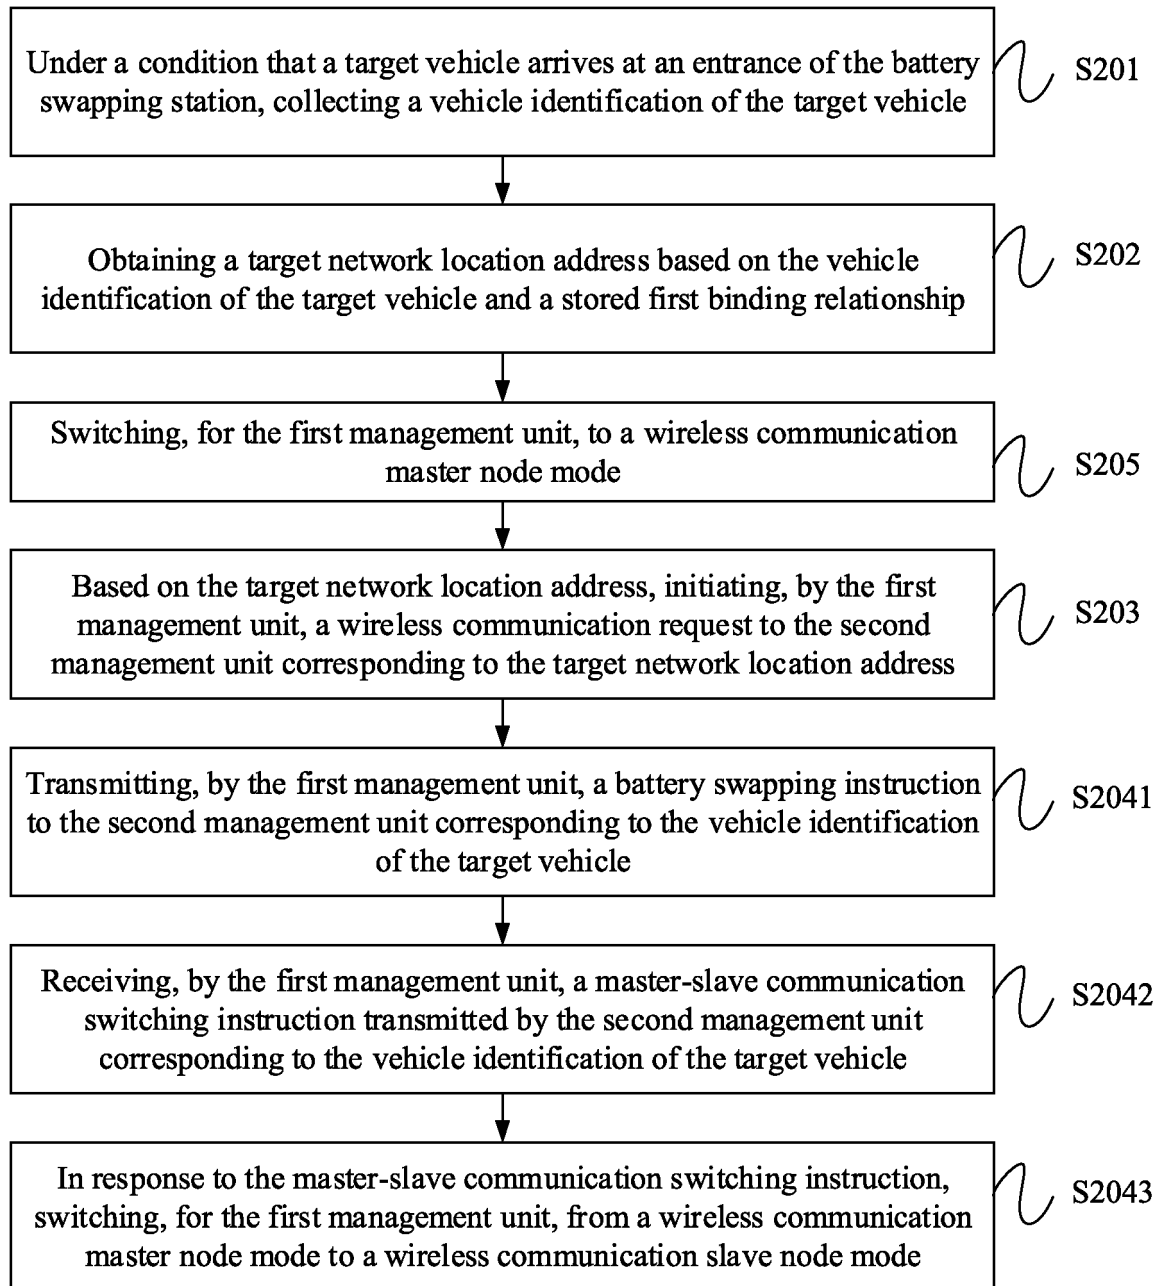 Under a condition that a target vehicle arrives at an entrance of the battery
swapping station, collecting a vehicle identification of the target vehicle
S201
Obtaining a target network location address based on the vehicle
identification of the target vehicle and a stored first binding relationship
S202
Switching, for the first management unit, to a wireless communication
master node mode
S205
Based on the target network location address, initiating, by the first
management unit, a wireless communication request to the second
management unit corresponding to the target network location address
S203
Transmitting, by the first management unit, a battery swapping instruction
to the second management unit corresponding to the vehicle identification
of the target vehicle
S2041
Receiving, by the first management unit, a master-slave communication
switching instruction transmitted by the second management unit
corresponding to the vehicle identification of the target vehicle
S2042
In response to the master-slave communication switching instruction,
switching, for the first management unit, from a wireless communication
master node mode to a wireless communication slave node mode
S2043